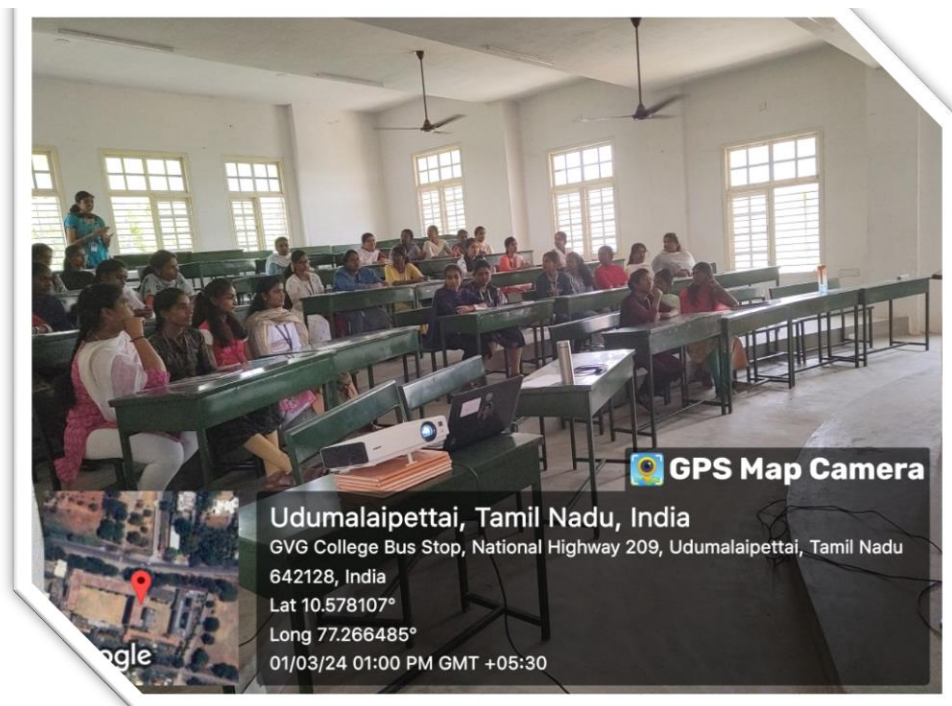 GPS Map Camera
Udumalaipettai, Tamil Nadu, India
GVG College Bus Stop, National Highway 209, Udumalaipettai, Tamil Nadu
642128, India
Lat 10.578107°
Long 77.266485°
01/03/24 01:00 PM GMT +05:30
ogle